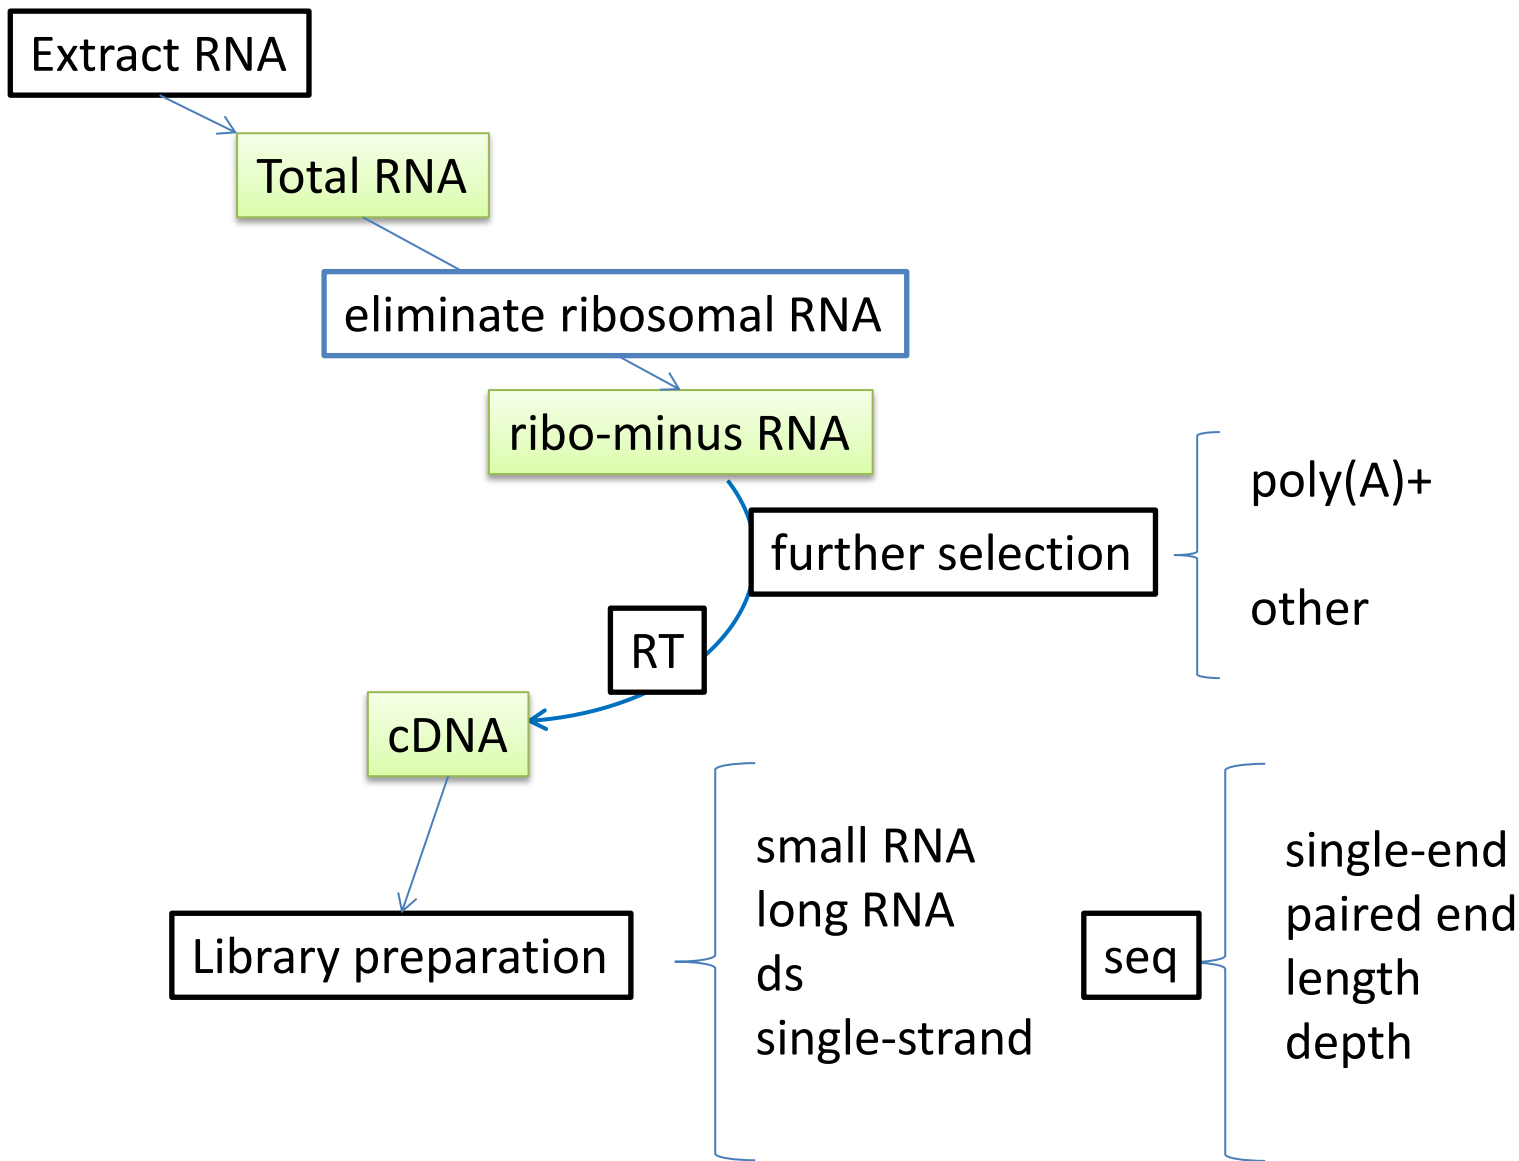 Extract RNA
Total RNA
eliminate ribosomal RNA
ribo-minus RNA
further selection
poly(A)+
other
RT
cDNA
Library preparation
small RNA
long RNA
ds
single-strand
seq
single-end
paired end
length
depth